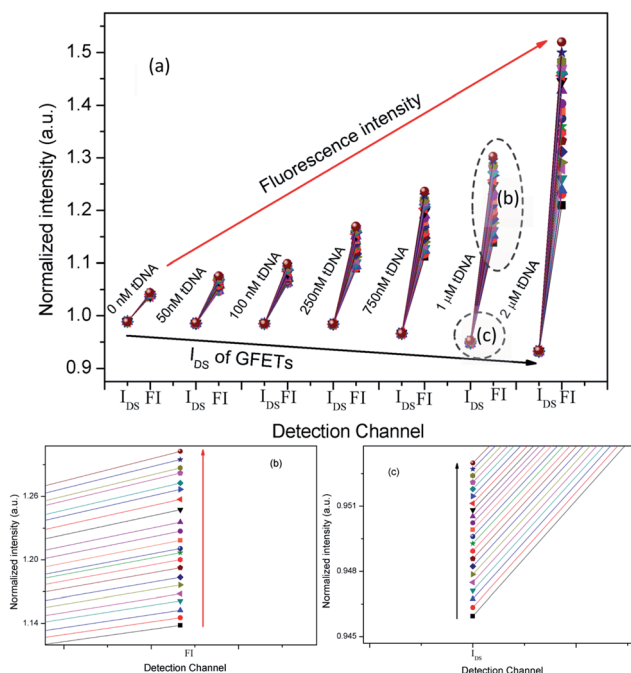 (a)
Normalized intensity (a.u.)
1.5
1.4
1.3
1.2
1.1
1.0
0.9
Fluorescence intensity
0 nM tDNA
50nM tDNA
100 nM tDNA
250nM tDNA
750nM tDNA
1 µM tDNA
2 µM tDNA
(b)
(c)
I_DS of GFETs
I_DS FI I_DS FI I_DS FI I_DS FI I_DS FI I_DS FI I_DS FI
Detection Channel
(b)
Normalized intensity (a.u.)
1.26
1.20
1.14
FI
Detection Channel
(c)
Normalized intensity (a.u.)
0.951
0.948
0.945
I_DS
Detection Channel